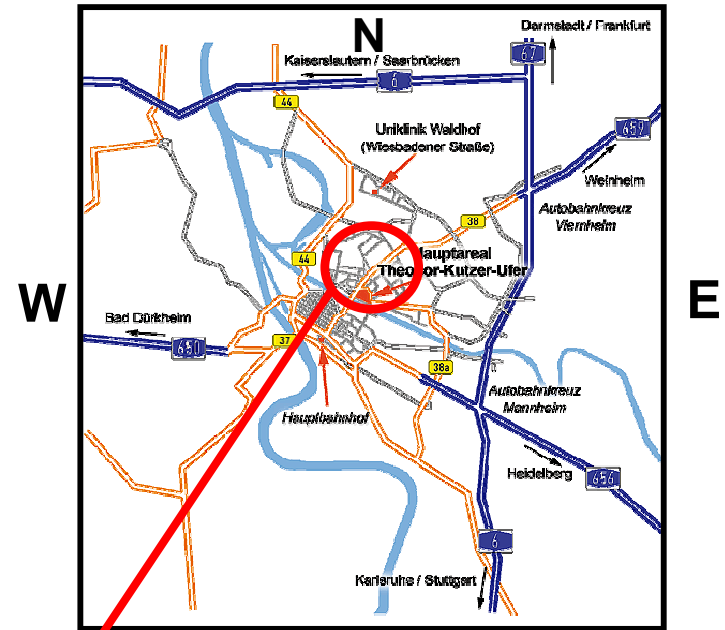 N
Darmstadt / Frankfurt
67
Kaiserslautern / Saarbrücken
6
44
659
Uniklinik Waldhof
(Wiesbadener Straße)
Weinheim
38
Autobahnkreuz
Viernheim
44
Hauptareal
Theodor-Kutzer-Ufer
W
E
Bad Dürkheim
650
37
38a
Autobahnkreuz
Mannheim
Hauptbahnhof
Heidelberg
656
6
Karlsruhe / Stuttgart